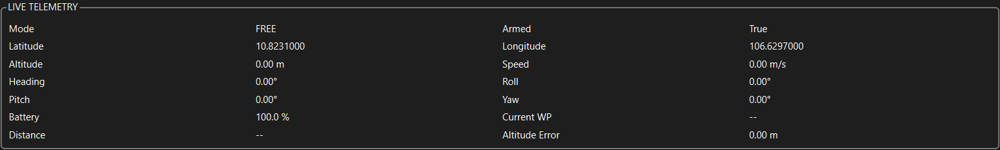 LIVE TELEMETRY
Mode FREE Armed True
Latitude 10.8231000 Longitude 106.6297000
Altitude 0.00 m Speed 0.00 m/s
Heading 0.00° Roll 0.00°
Pitch 0.00° Yaw 0.00°
Battery 100.0 % Current WP --
Distance -- Altitude Error 0.00 m